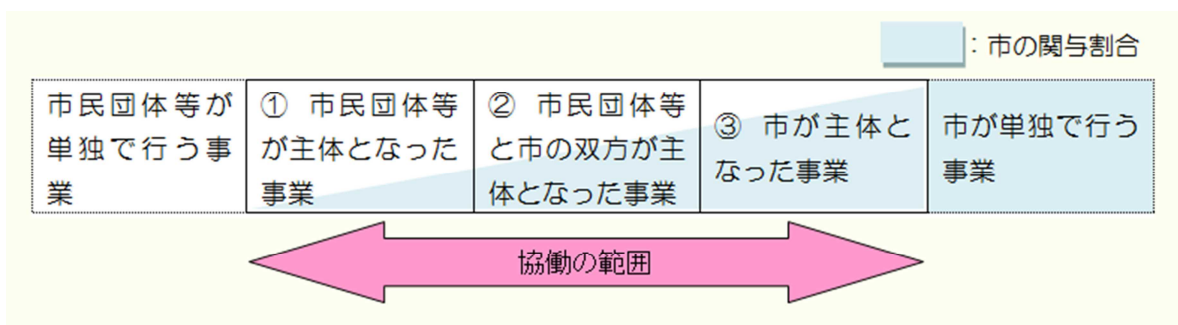 ：市の関与割合
市民団体等が
単独で行う事
業
① 市民団体等
が主体となった
事業
② 市民団体等
と市の双方が主
体となった事業
③ 市が主体と
なった事業
市が単独で行う
事業
協働の範囲